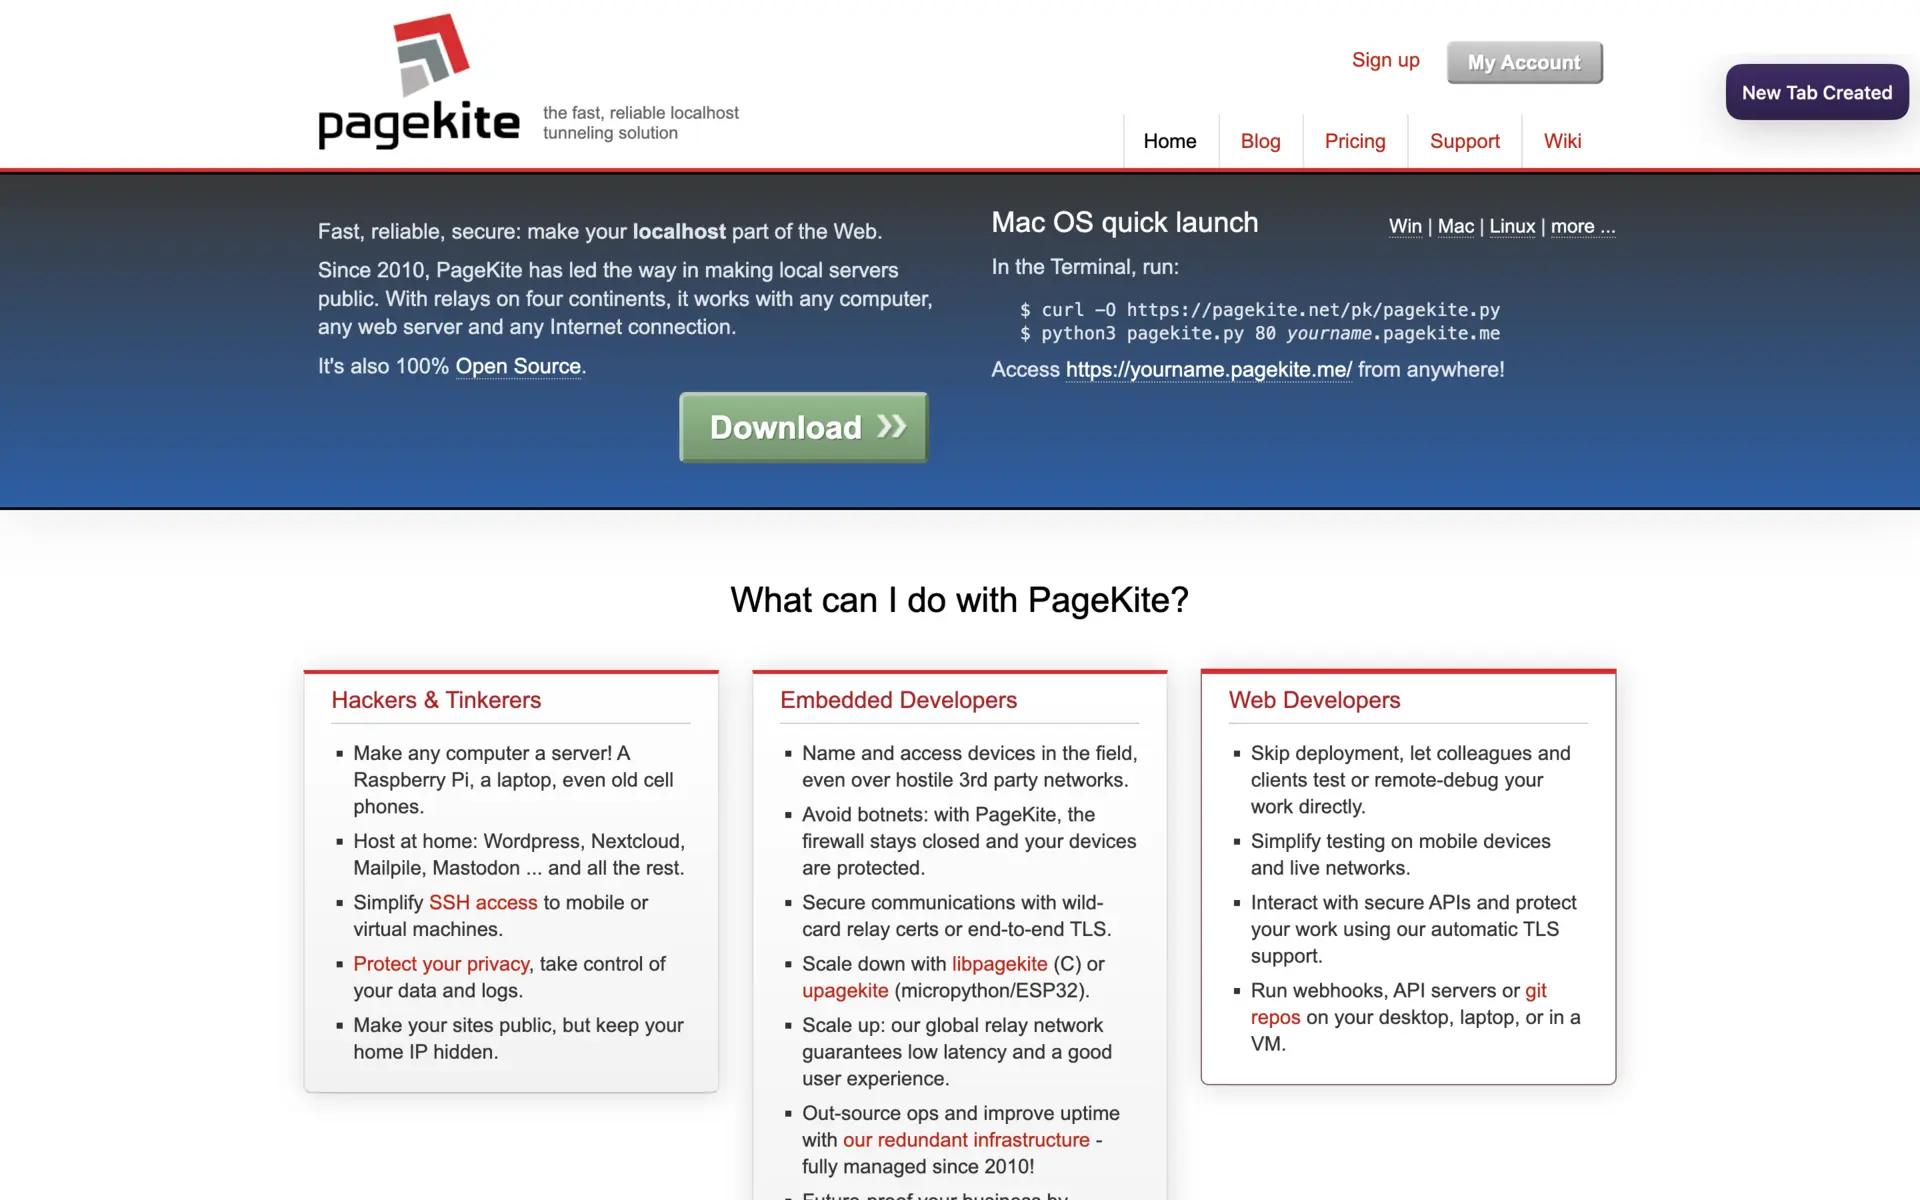 pagekite
the fast, reliable localhost
tunneling solution
Sign up
My Account
New Tab Created
Home
Blog
Pricing
Support
Wiki
Fast, reliable, secure: make your localhost part of the Web.
Since 2010, PageKite has led the way in making local servers
public. With relays on four continents, it works with any computer,
any web server and any Internet connection.
It's also 100% Open Source.
Download
Mac OS quick launch
Win | Mac | Linux | more ...
In the Terminal, run:
$ curl -O https://pagekite.net/pk/pagekite.py
$ python3 pagekite.py 80 yourname.pagekite.me
Access https://yourname.pagekite.me/ from anywhere!
What can I do with PageKite?
Hackers & Tinkerers
▪ Make any computer a server! A
Raspberry Pi, a laptop, even old cell
phones.
▪ Host at home: Wordpress, Nextcloud,
Mailpile, Mastodon ... and all the rest.
▪ Simplify SSH access to mobile or
virtual machines.
▪ Protect your privacy, take control of
your data and logs.
▪ Make your sites public, but keep your
home IP hidden.
Embedded Developers
▪ Name and access devices in the field,
even over hostile 3rd party networks.
▪ Avoid botnets: with PageKite, the
firewall stays closed and your devices
are protected.
▪ Secure communications with wild-
card relay certs or end-to-end TLS.
▪ Scale down with libpagekite (C) or
upagekite (micropython/ESP32).
▪ Scale up: our global relay network
guarantees low latency and a good
user experience.
▪ Out-source ops and improve uptime
with our redundant infrastructure -
fully managed since 2010!
▪ Future-proof your business by
Web Developers
▪ Skip deployment, let colleagues and
clients test or remote-debug your
work directly.
▪ Simplify testing on mobile devices
and live networks.
▪ Interact with secure APIs and protect
your work using our automatic TLS
support.
▪ Run webhooks, API servers or git
repos on your desktop, laptop, or in a
VM.